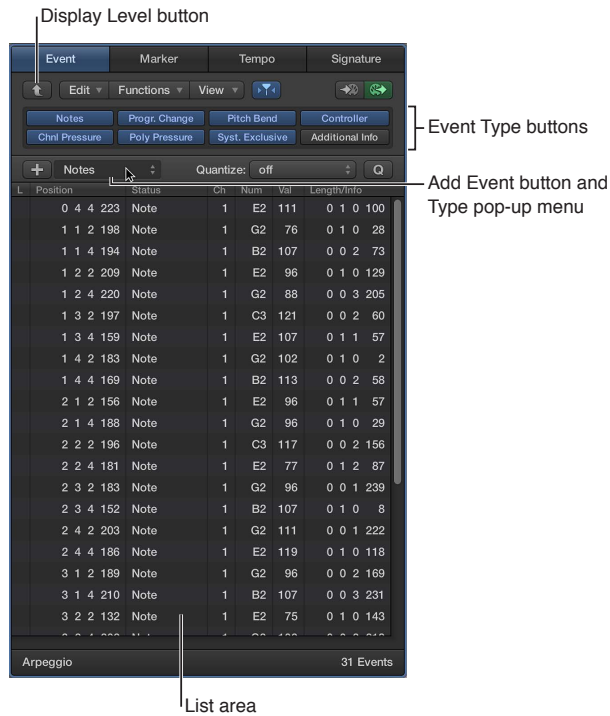 Display Level button
Event Marker Tempo Signature
Edit Functions View
Notes Progr. Change Pitch Bend Controller
Chnl Pressure Poly Pressure Syst. Exclusive Additional Info
Event Type buttons
+ Notes Quantize: off Q
Add Event button and
Type pop-up menu
L Position Status Ch Num Val Length/Info
0 4 4 223 Note 1 E2 111 0 1 0 100
1 1 2 198 Note 1 G2 76 0 1 0 28
1 1 4 194 Note 1 B2 107 0 0 2 73
1 2 2 209 Note 1 E2 96 0 1 0 129
1 2 4 220 Note 1 G2 88 0 0 3 205
1 3 2 197 Note 1 C3 121 0 0 2 60
1 3 4 159 Note 1 E2 107 0 1 1 57
1 4 2 183 Note 1 G2 102 0 1 0 2
1 4 4 169 Note 1 B2 113 0 0 2 58
2 1 2 156 Note 1 E2 96 0 1 1 57
2 1 4 188 Note 1 G2 96 0 1 0 29
2 2 2 196 Note 1 C3 117 0 0 2 156
2 2 4 181 Note 1 E2 77 0 1 2 87
2 3 2 183 Note 1 G2 96 0 0 1 239
2 3 4 152 Note 1 B2 107 0 1 0 8
2 4 2 203 Note 1 G2 111 0 0 1 222
2 4 4 186 Note 1 E2 119 0 1 0 118
3 1 2 189 Note 1 G2 96 0 0 2 169
3 1 4 210 Note 1 B2 107 0 0 3 231
3 2 2 132 Note 1 E2 75 0 1 0 143
Arpeggio 31 Events
List area